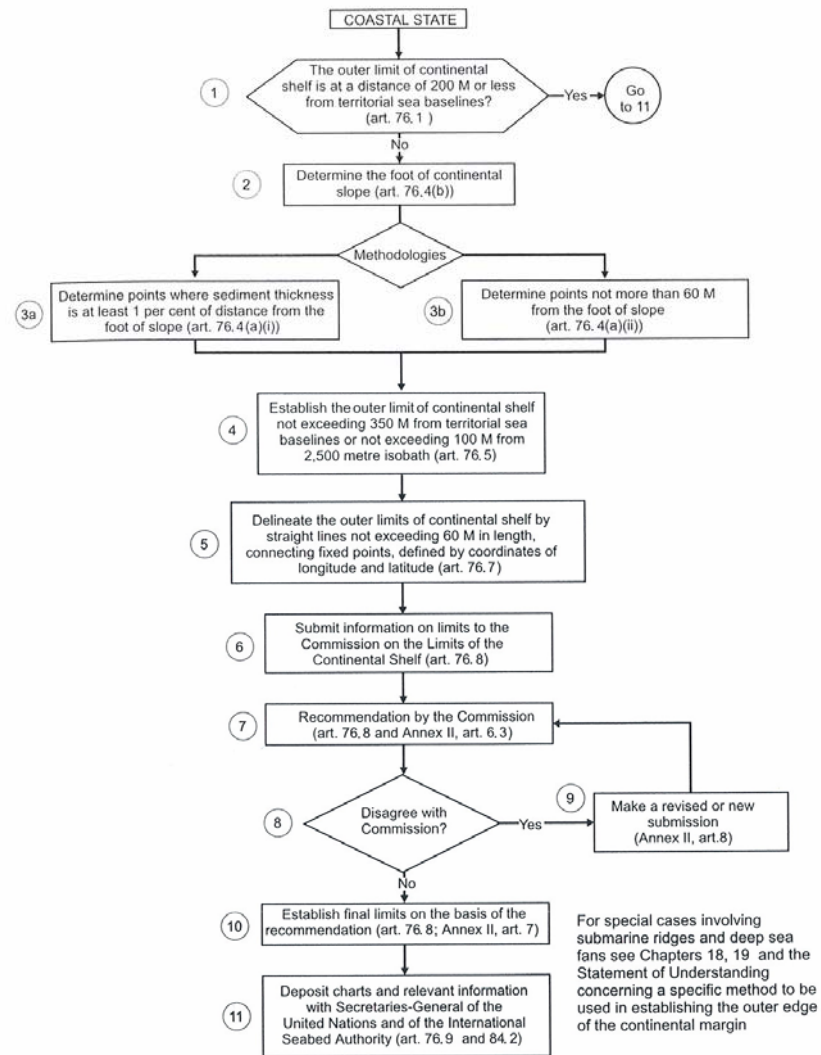 COASTAL STATE
1
The outer limit of continental
shelf is at a distance of 200 M or less
from territorial sea baselines?
(art. 76.1 )
Yes
Go
to 11
No
2
Determine the foot of continental
slope (art. 76.4(b))
Methodologies
3a
Determine points where sediment thickness
is at least 1 per cent of distance from the
foot of slope (art. 76.4(a)(i))
3b
Determine points not more than 60 M
from the foot of slope
(art. 76.4(a)(ii))
4
Establish the outer limit of continental shelf
not exceeding 350 M from territorial sea
baselines or not exceeding 100 M from
2,500 metre isobath (art. 76.5)
5
Delineate the outer limits of continental shelf by
straight lines not exceeding 60 M in length,
connecting fixed points, defined by coordinates of
longitude and latitude (art. 76.7)
6
Submit information on limits to the
Commission on the Limits of the
Continental Shelf (art. 76.8)
7
Recommendation by the Commission
(art. 76.8 and Annex II, art. 6.3)
8
Disagree with
Commission?
Yes
9
Make a revised or new
submission
(Annex II, art.8)
No
10
Establish final limits on the basis of the
recommendation (art. 76.8; Annex II, art. 7)
11
Deposit charts and relevant information
with Secretaries-General of the
United Nations and of the International
Seabed Authority (art. 76.9 and 84.2)
For special cases involving
submarine ridges and deep sea
fans see Chapters 18, 19 and the
Statement of Understanding
concerning a specific method to be
used in establishing the outer edge
of the continental margin